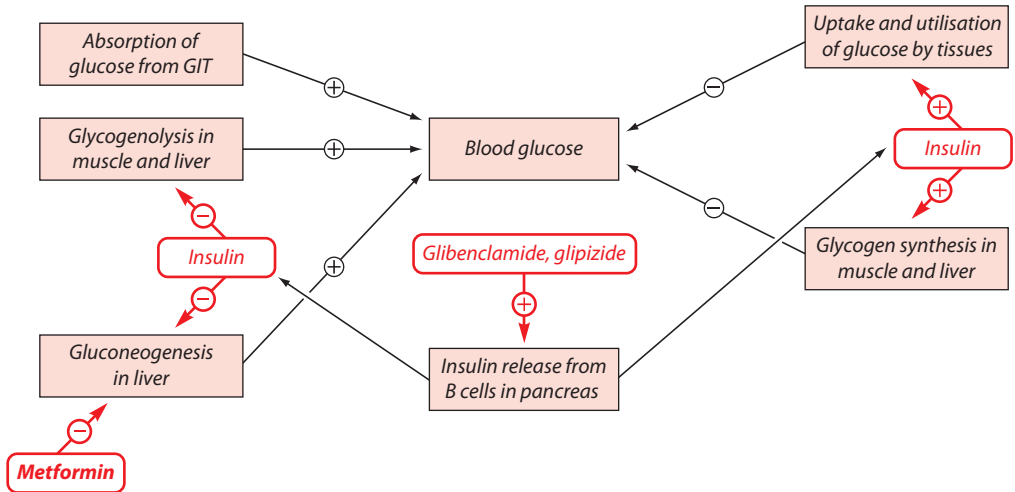 Absorption of
glucose from GIT
+
Uptake and utilisation
of glucose by tissues
−
+
Glycogenolysis in
muscle and liver
+
Blood glucose
Insulin
−
−
+
Insulin
Glibenclamide, glipizide
Glycogen synthesis in
muscle and liver
+
−
+
Gluconeogenesis
in liver
Insulin release from
B cells in pancreas
−
Metformin